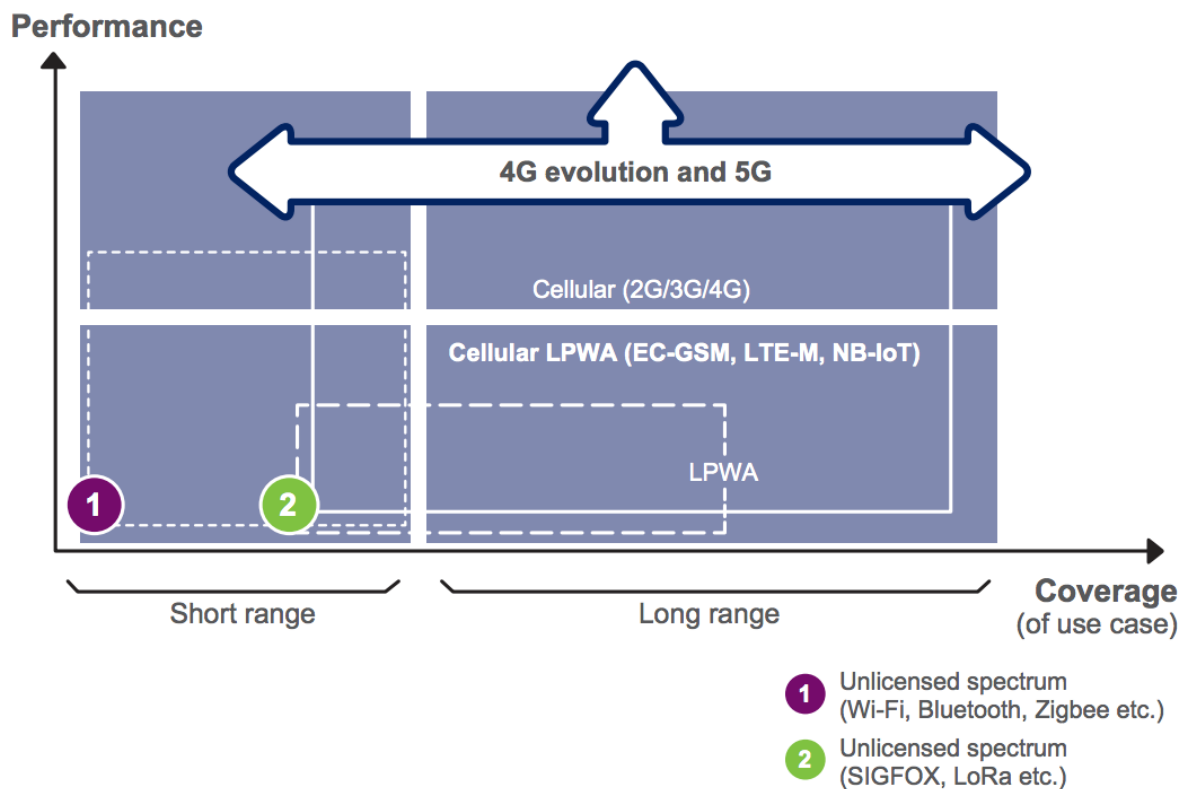 Performance
4G evolution and 5G
Cellular (2G/3G/4G)
Cellular LPWA (EC-GSM, LTE-M, NB-IoT)
LPWA
1
2
Short range
Long range
Coverage
(of use case)
1 Unlicensed spectrum
(Wi-Fi, Bluetooth, Zigbee etc.)
2 Unlicensed spectrum
(SIGFOX, LoRa etc.)